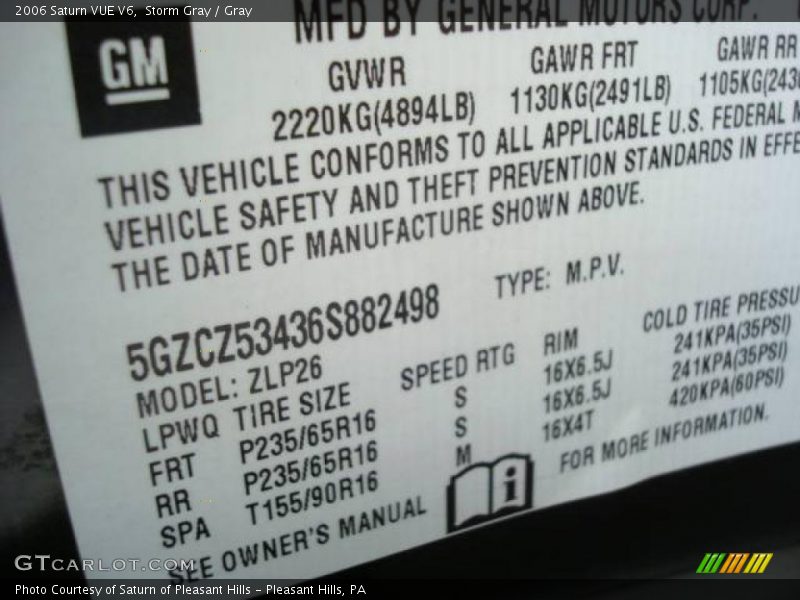 2006 Saturn VUE V6, Storm Gray / Gray
MFD BY GENERAL MOTORS CORP.
GM
GVWR GAWR FRT GAWR RR
2220KG(4894LB) 1130KG(2491LB) 1105KG(243
THIS VEHICLE CONFORMS TO ALL APPLICABLE U.S. FEDERAL M
VEHICLE SAFETY AND THEFT PREVENTION STANDARDS IN EFFE
THE DATE OF MANUFACTURE SHOWN ABOVE.
5GZCZ53436S882498 TYPE: M.P.V.
MODEL: ZLP26
LPWQ TIRE SIZE SPEED RTG RIM COLD TIRE PRESSU
FRT P235/65R16 S 16X6.5J 241KPA(35PSI)
RR P235/65R16 S 16X6.5J 241KPA(35PSI)
SPA T155/90R16 M 16X4T 420KPA(60PSI)
SEE OWNER'S MANUAL i FOR MORE INFORMATION.
GTCARLOT.COM
Photo Courtesy of Saturn of Pleasant Hills - Pleasant Hills, PA